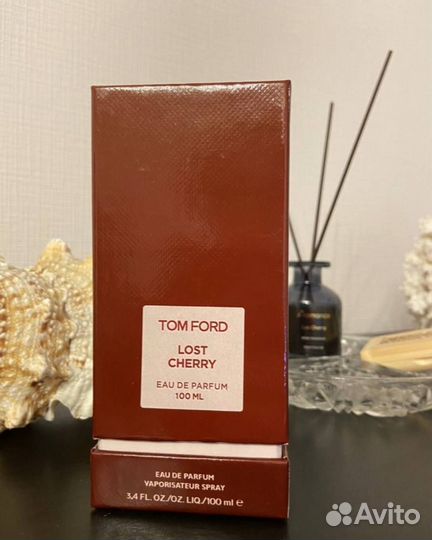 TOM FORD
LOST
CHERRY
EAU DE PARFUM
100 ML
EAU DE PARFUM
VAPORISATEUR SPRAY
3,4 FL. OZ./OZ. LIQ./100 ml e
Avito